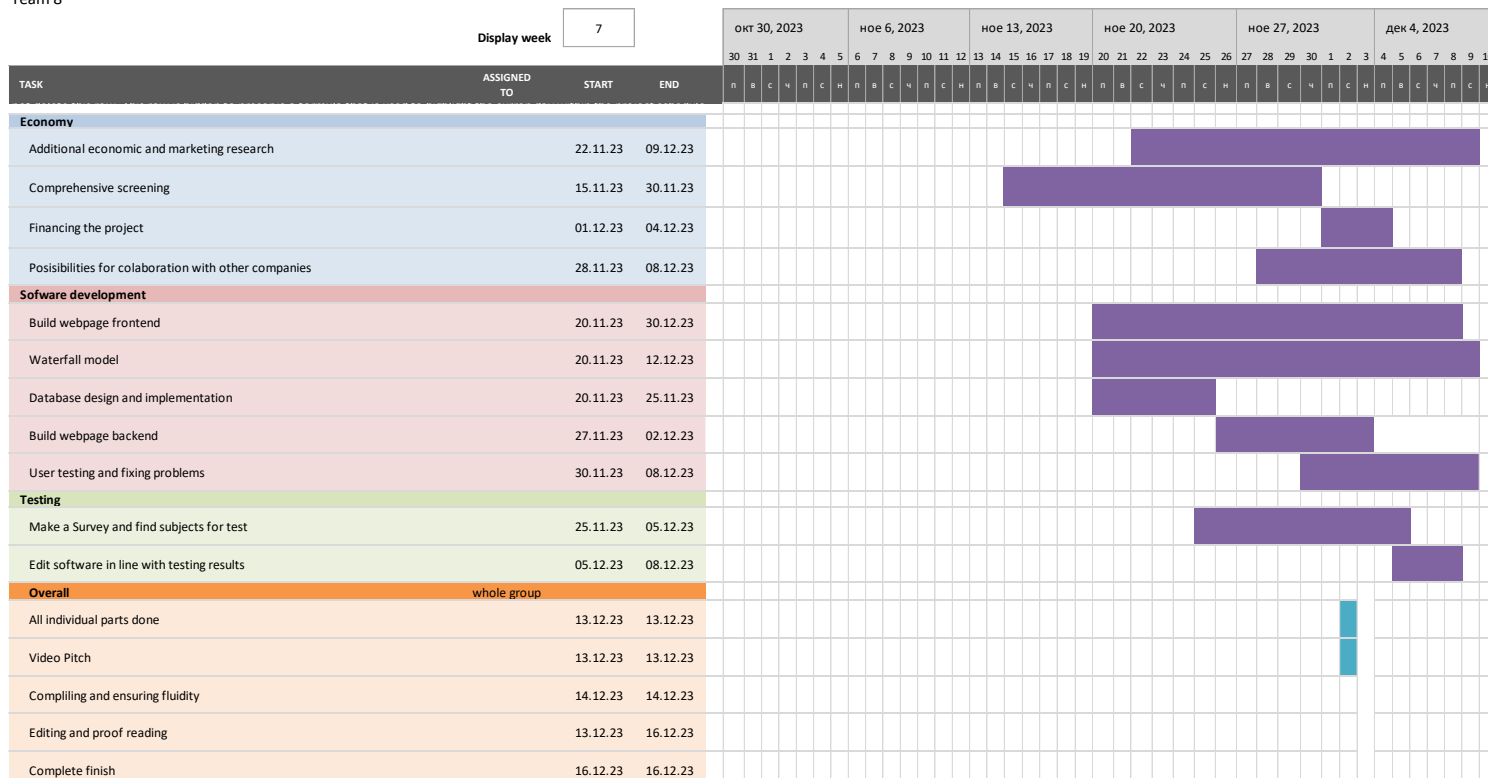 Team 8
Display week 7
окт 30, 2023 ное 6, 2023 ное 13, 2023 ное 20, 2023 ное 27, 2023 дек 4, 2023
30 31 1 2 3 4 5 6 7 8 9 10 11 12 13 14 15 16 17 18 19 20 21 22 23 24 25 26 27 28 29 30 1 2 3 4 5 6 7 8 9
TASK ASSIGNED TO START END п в с ч п с н п в с ч п с н п в с ч п с н п в с ч п с н п в с ч п с н п в с ч п с
Economy
Additional economic and marketing research 22.11.23 09.12.23
Comprehensive screening 15.11.23 30.11.23
Financing the project 01.12.23 04.12.23
Posisibilities for colaboration with other companies 28.11.23 08.12.23
Sofware development
Build webpage frontend 20.11.23 30.12.23
Waterfall model 20.11.23 12.12.23
Database design and implementation 20.11.23 25.11.23
Build webpage backend 27.11.23 02.12.23
User testing and fixing problems 30.11.23 08.12.23
Testing
Make a Survey and find subjects for test 25.11.23 05.12.23
Edit software in line with testing results 05.12.23 08.12.23
Overall whole group
All individual parts done 13.12.23 13.12.23
Video Pitch 13.12.23 13.12.23
Compliling and ensuring fluidity 14.12.23 14.12.23
Editing and proof reading 13.12.23 16.12.23
Complete finish 16.12.23 16.12.23